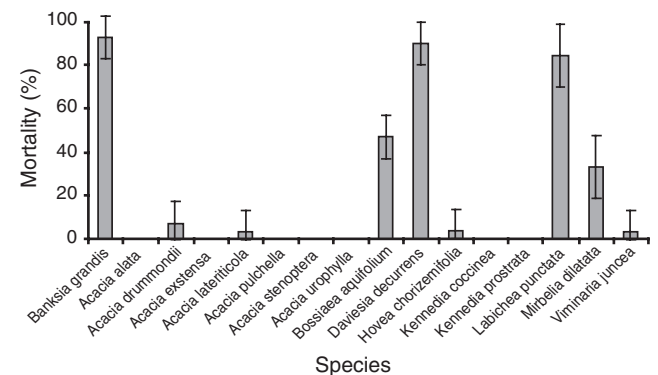 Mortality (%)
100
80
60
40
20
0
Banksia grandis
Acacia alata
Acacia drummondii
Acacia exstensa
Acacia lateriticola
Acacia pulchella
Acacia stenoptera
Acacia urophylla
Bossiaea aquifolium
Daviesia decurrens
Hovea chorizemifolia
Kennedia coccinea
Kennedia prostrata
Labichea punctata
Mirbelia dilatata
Viminaria juncea
Species